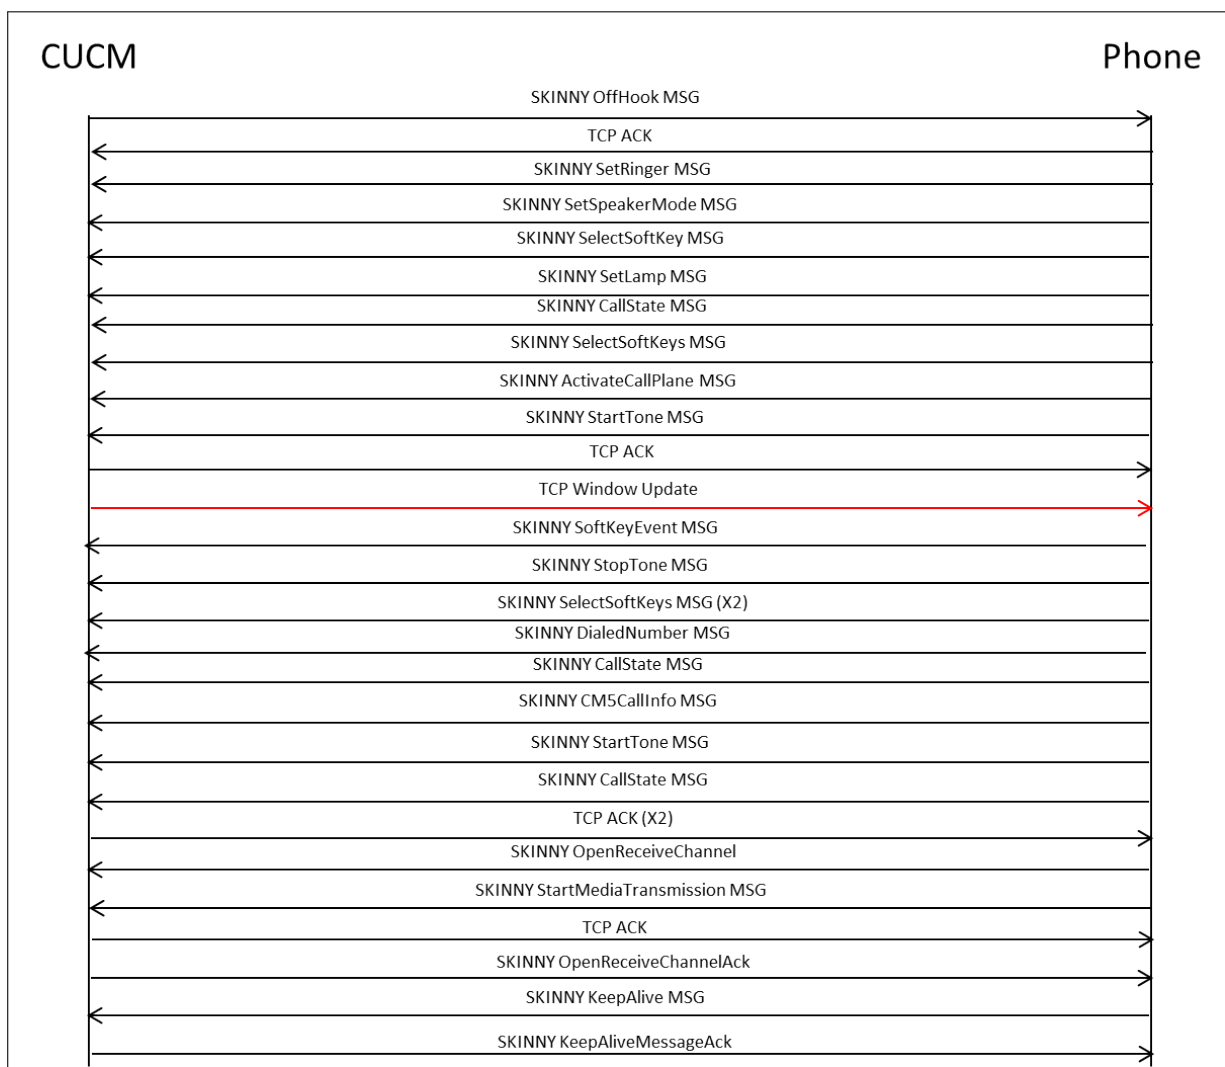 CUCM
Phone
SKINNY OffHook MSG
TCP ACK
SKINNY SetRinger MSG
SKINNY SetSpeakerMode MSG
SKINNY SelectSoftKey MSG
SKINNY SetLamp MSG
SKINNY CallState MSG
SKINNY SelectSoftKeys MSG
SKINNY ActivateCallPlane MSG
SKINNY StartTone MSG
TCP ACK
TCP Window Update
SKINNY SoftKeyEvent MSG
SKINNY StopTone MSG
SKINNY SelectSoftKeys MSG (X2)
SKINNY DialedNumber MSG
SKINNY CallState MSG
SKINNY CM5CallInfo MSG
SKINNY StartTone MSG
SKINNY CallState MSG
TCP ACK (X2)
SKINNY OpenReceiveChannel
SKINNY StartMediaTransmission MSG
TCP ACK
SKINNY OpenReceiveChannelAck
SKINNY KeepAlive MSG
SKINNY KeepAliveMessageAck